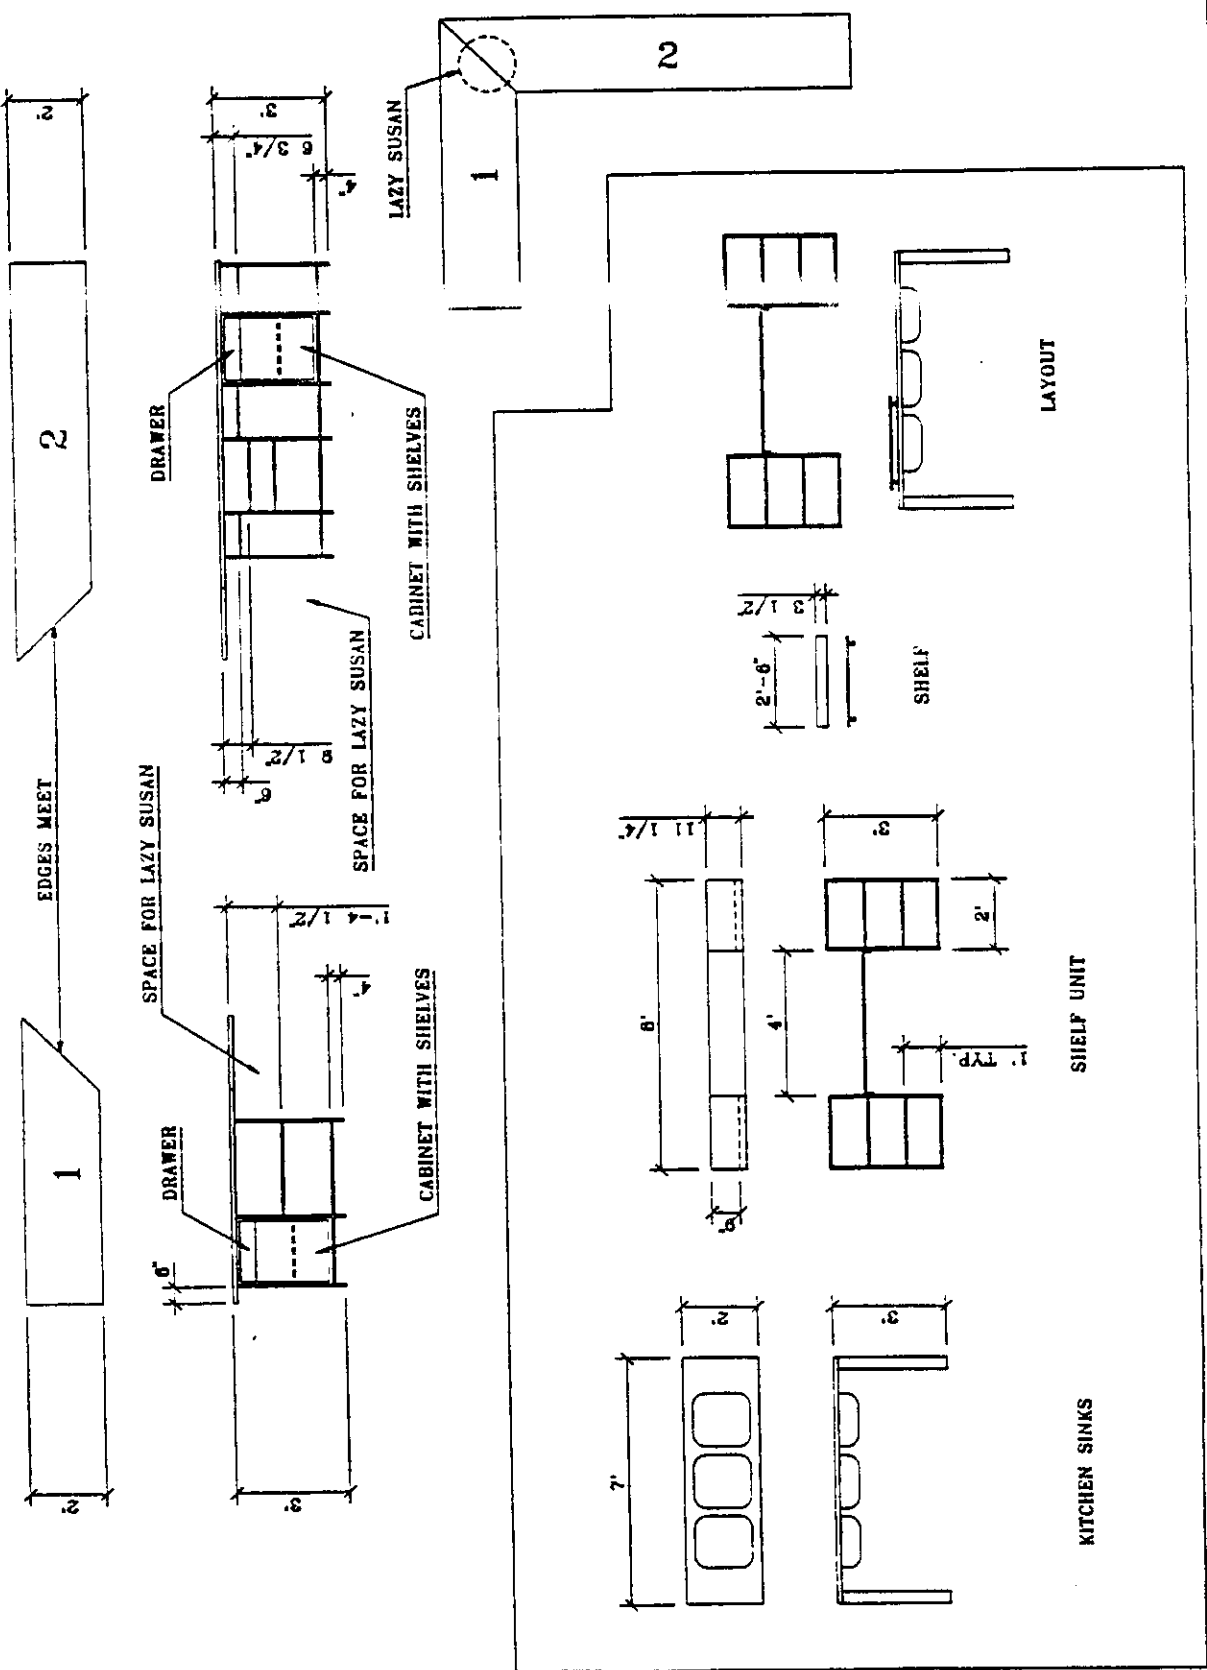 2'
1
EDGES MEET
2
2'
6"
DRAWER
SPACE FOR LAZY SUSAN
3'
1'-4 1/2"
4"
CABINET WITH SHELVES
6"
9 1/2"
SPACE FOR LAZY SUSAN
DRAWER
CADINET WITH SHELVES
3'
6 3/4"
4"
LAZY SUSAN
1
2
7'
2'
3'
KITCHEN SINKS
8'
11 1/4"
9"
4'
3'
2'
1' TYP.
SHELF UNIT
2'-6"
3 1/2"
SHELF
LAYOUT